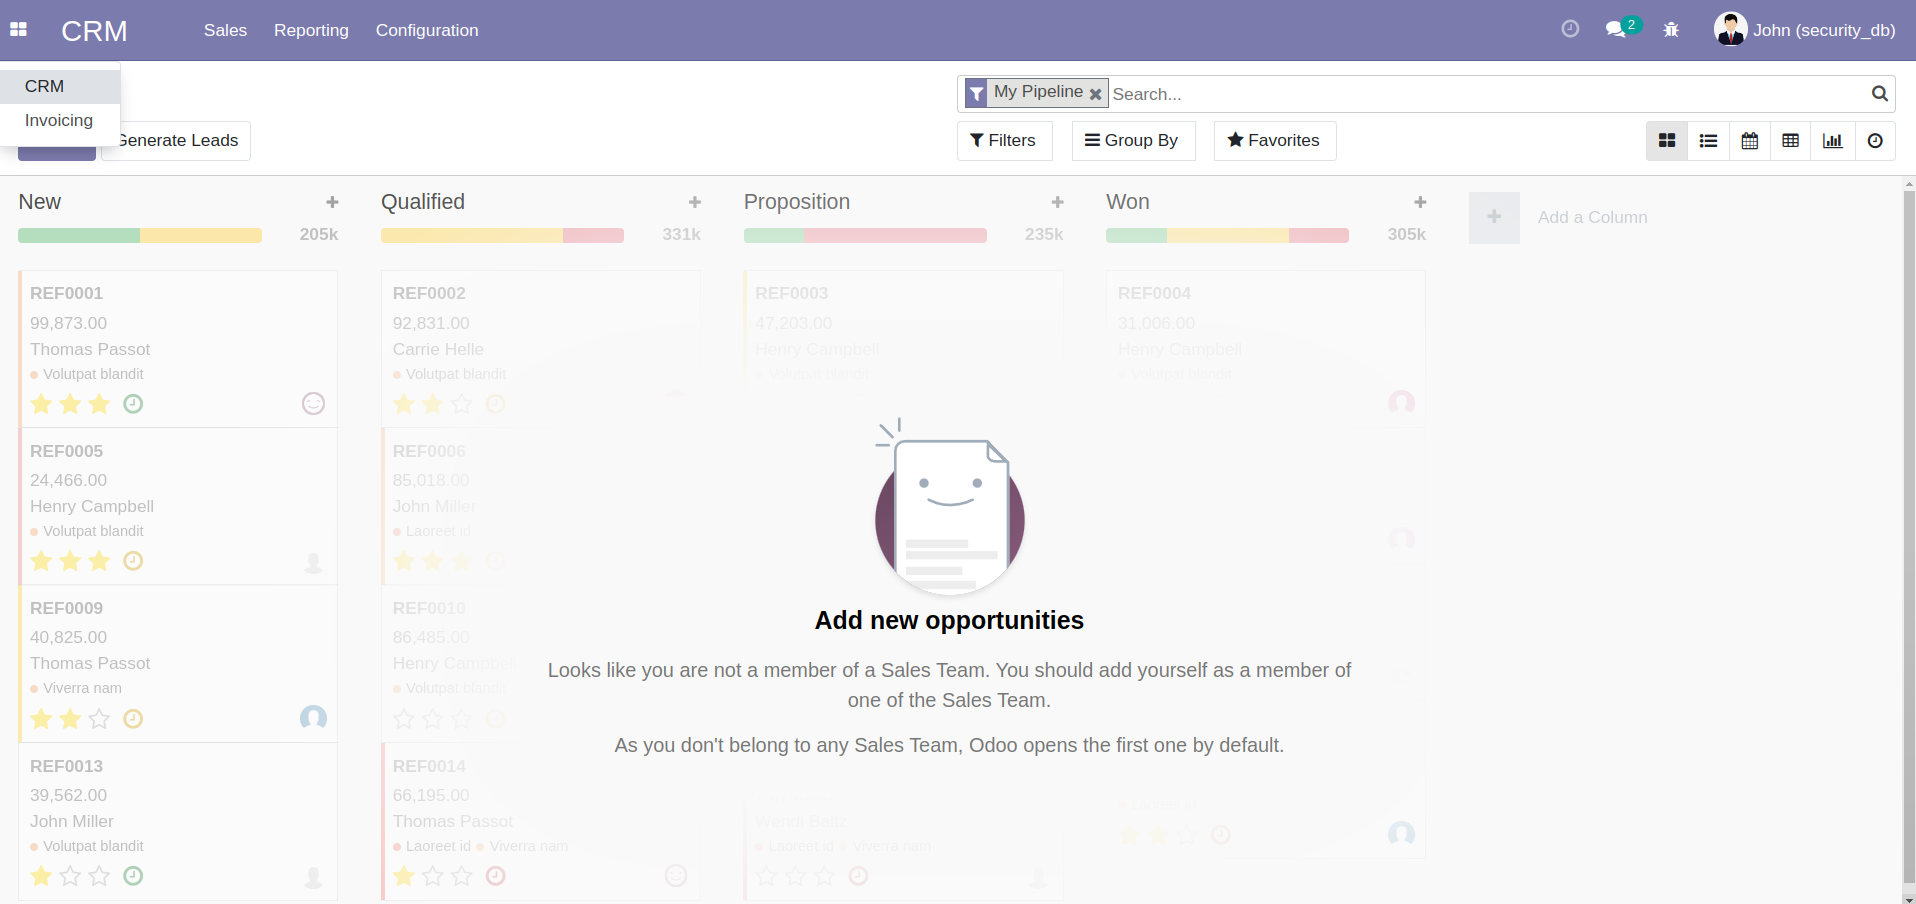 CRM Sales Reporting Configuration 2 John (security_db)
CRM
Invoicing
My Pipeline Search...
Generate Leads Filters Group By Favorites
New 205k
Qualified 331k
Proposition 235k
Won 305k
Add a Column
REF0001
99,873.00
Thomas Passot
Volutpat blandit
REF0005
24,466.00
Henry Campbell
Volutpat blandit
REF0009
40,825.00
Thomas Passot
Viverra nam
REF0013
39,562.00
John Miller
Volutpat blandit
REF0002
92,831.00
Carrie Helle
Volutpat blandit
REF0006
85,018.00
John Miller
Laoreet id
REF0010
86,485.00
Henry Campbell
Volutpat blandit
REF0014
66,195.00
Thomas Passot
Laoreet id Viverra nam
REF0003
47,203.00
Henry Campbell
Volutpat blandit
Wendi Baltz
Laoreet id Viverra nam
REF0004
31,006.00
Henry Campbell
Volutpat blandit
Laoreet id
Add new opportunities
Looks like you are not a member of a Sales Team. You should add yourself as a member of
one of the Sales Team.
As you don't belong to any Sales Team, Odoo opens the first one by default.